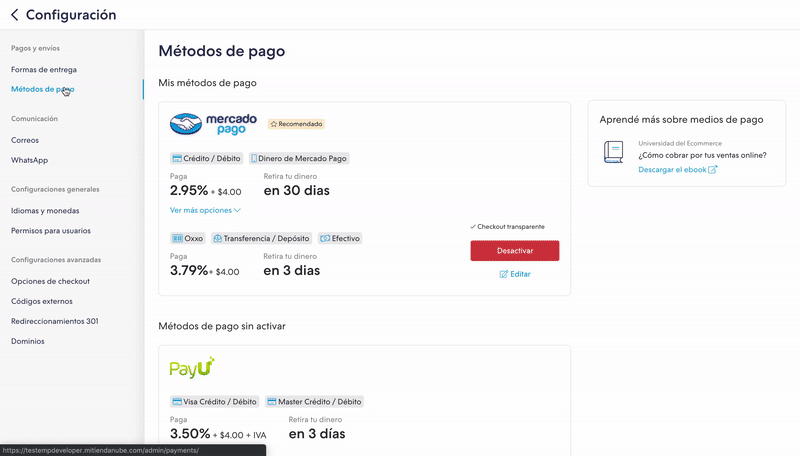 Configuración
Pagos y envíos
Formas de entrega
Métodos de pago
Comunicación
Correos
WhatsApp
Configuraciones generales
Idiomas y monedas
Permisos para usuarios
Configuraciones avanzadas
Opciones de checkout
Códigos externos
Redireccionamientos 301
Dominios
https://testempdeveloper.mitiendanube.com/admin/payments/
Métodos de pago
Mis métodos de pago
mercado
pago
Recomendado
Crédito / Débito
Dinero de Mercado Pago
Paga
Retira tu dinero
2.95% + $4.00
en 30 dias
Ver más opciones
Oxxo
Transferencia / Depósito
Efectivo
Paga
Retira tu dinero
3.79%+ $4.00
en 3 dias
Checkout transparente
Desactivar
Editar
Métodos de pago sin activar
PayU
Visa Crédito / Débito
Master Crédito / Débito
Paga
Retira tu dinero
3.50% + $4.00 + IVA
en 3 días
Aprendé más sobre medios de pago
Universidad del Ecommerce
¿Cómo cobrar por tus ventas online?
Descargar el ebook